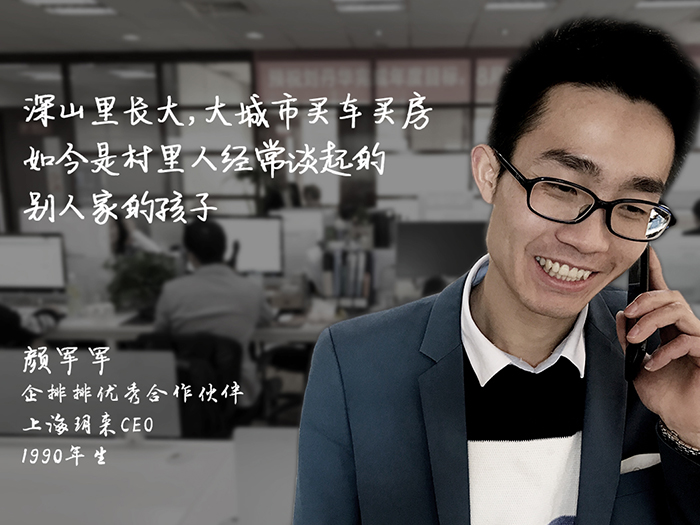 深山里长大,大城市买车买房
如今是村里人经常谈起的
别人家的孩子
颜军军
企排排优秀合作伙伴
上海玥来CEO
1990年生